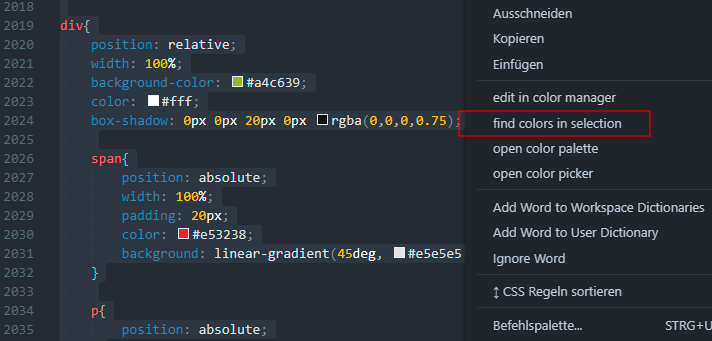 2018
2019 div{
2020 position: relative;
2021 width: 100%;
2022 background-color: #a4c639;
2023 color: #fff;
2024 box-shadow: 0px 0px 20px 0px rgba(0,0,0,0.75);
2025
2026 span{
2027 position: absolute;
2028 width: 100%;
2029 padding: 20px;
2030 color: #e53238;
2031 background: linear-gradient(45deg, #e5e5e5
2032 }
2033
2034 p{
2035 position: absolute;
Ausschneiden
Kopieren
Einfügen
edit in color manager
find colors in selection
open color palette
open color picker
Add Word to Workspace Dictionaries
Add Word to User Dictionary
Ignore Word
↕ CSS Regeln sortieren
Befehlspalette... STRG+U